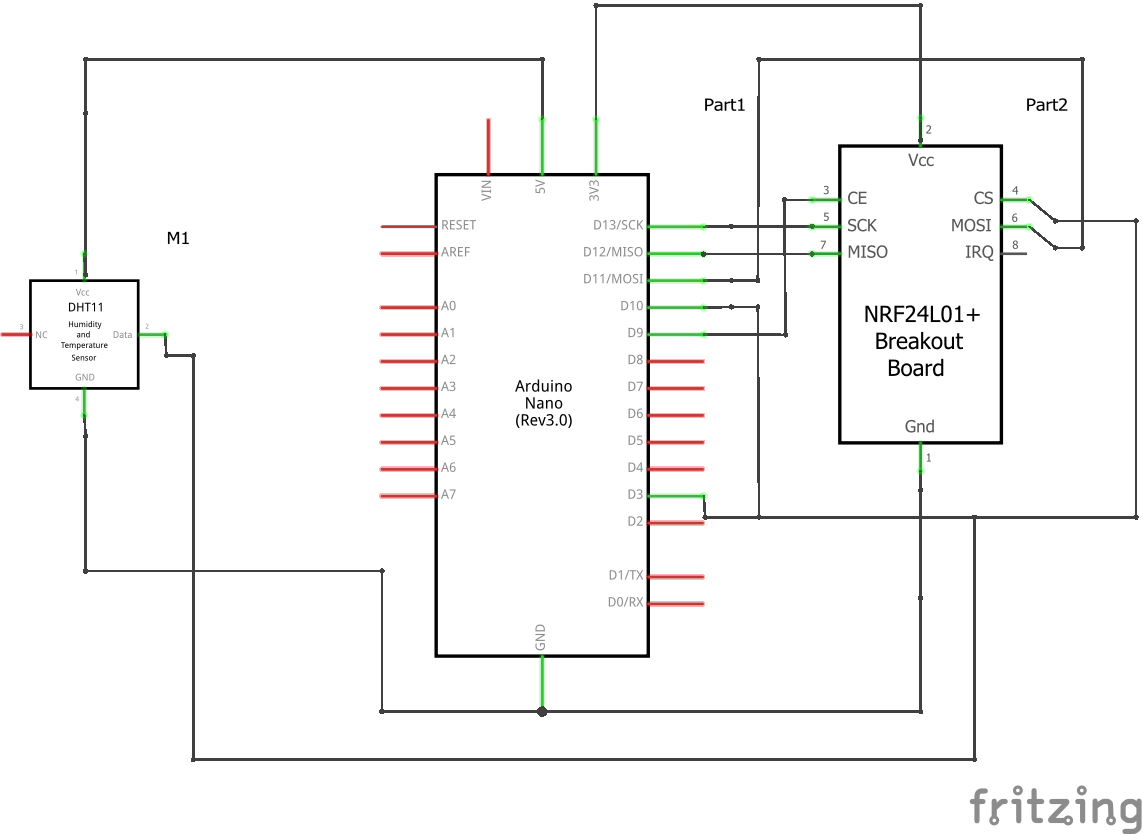 Part1
Part2
2
Vcc
VIN
5V
3V3
3
CE
CS
4
RESET
D13/SCK
5
SCK
MOSI
6
M1
AREF
D12/MISO
7
MISO
IRQ
8
1
D11/MOSI
Vcc
DHT11
A0
D10
Humidity
and
Temperature
Sensor
3
NC
Data
2
A1
D9
NRF24L01+
Breakout
Board
A2
D8
GND
4
A3
D7
Arduino
Nano
(Rev3.0)
A4
D6
Gnd
1
A5
D5
A6
D4
A7
D3
D2
D1/TX
D0/RX
GND
fritzing